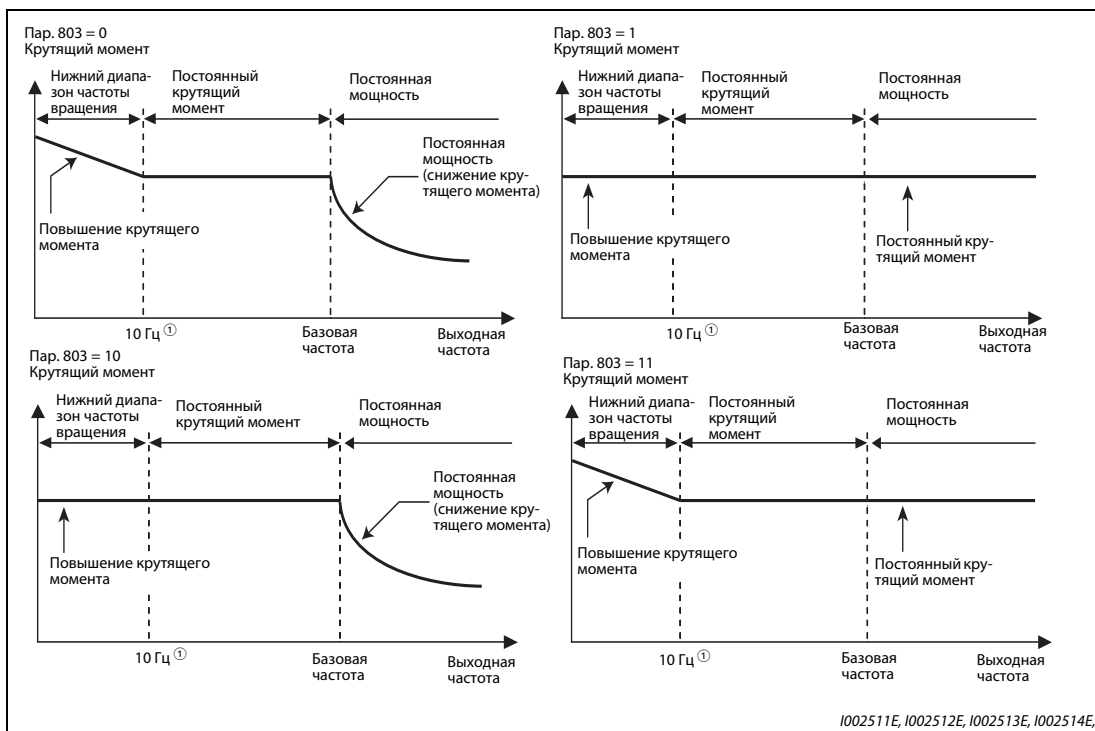 Пар. 803 = 0
Крутящий момент
Нижний диапа-
зон частоты
вращения
Постоянный
крутящий
момент
Постоянная
мощность
Постоянная
мощность
(снижение кру-
тящего момента)
Повышение крутящего
момента
10 Гц ①
Базовая
частота
Выходная
частота
Пар. 803 = 1
Крутящий момент
Нижний диапа-
зон частоты
вращения
Постоянный
крутящий
момент
Постоянная
мощность
Повышение крутящего
момента
Постоянный кру-
тящий момент
10 Гц ①
Базовая
частота
Выходная
частота
Пар. 803 = 10
Крутящий момент
Нижний диапа-
зон частоты
вращения
Постоянный
крутящий момент
Постоянная
мощность
Постоянная
мощность
(снижение кру-
тящего момента)
Повышение крутящего
момента
10 Гц ①
Базовая
частота
Выходная
частота
Пар. 803 = 11
Крутящий момент
Нижний диапа-
зон частоты
вращения
Постоянный
крутящий
момент
Постоянная
мощность
Повышение крутящего
момента
Постоянный кру-
тящий момент
10 Гц ①
Базовая
частота
Выходная
частота
I002511E, I002512E, I002513E, I002514E,